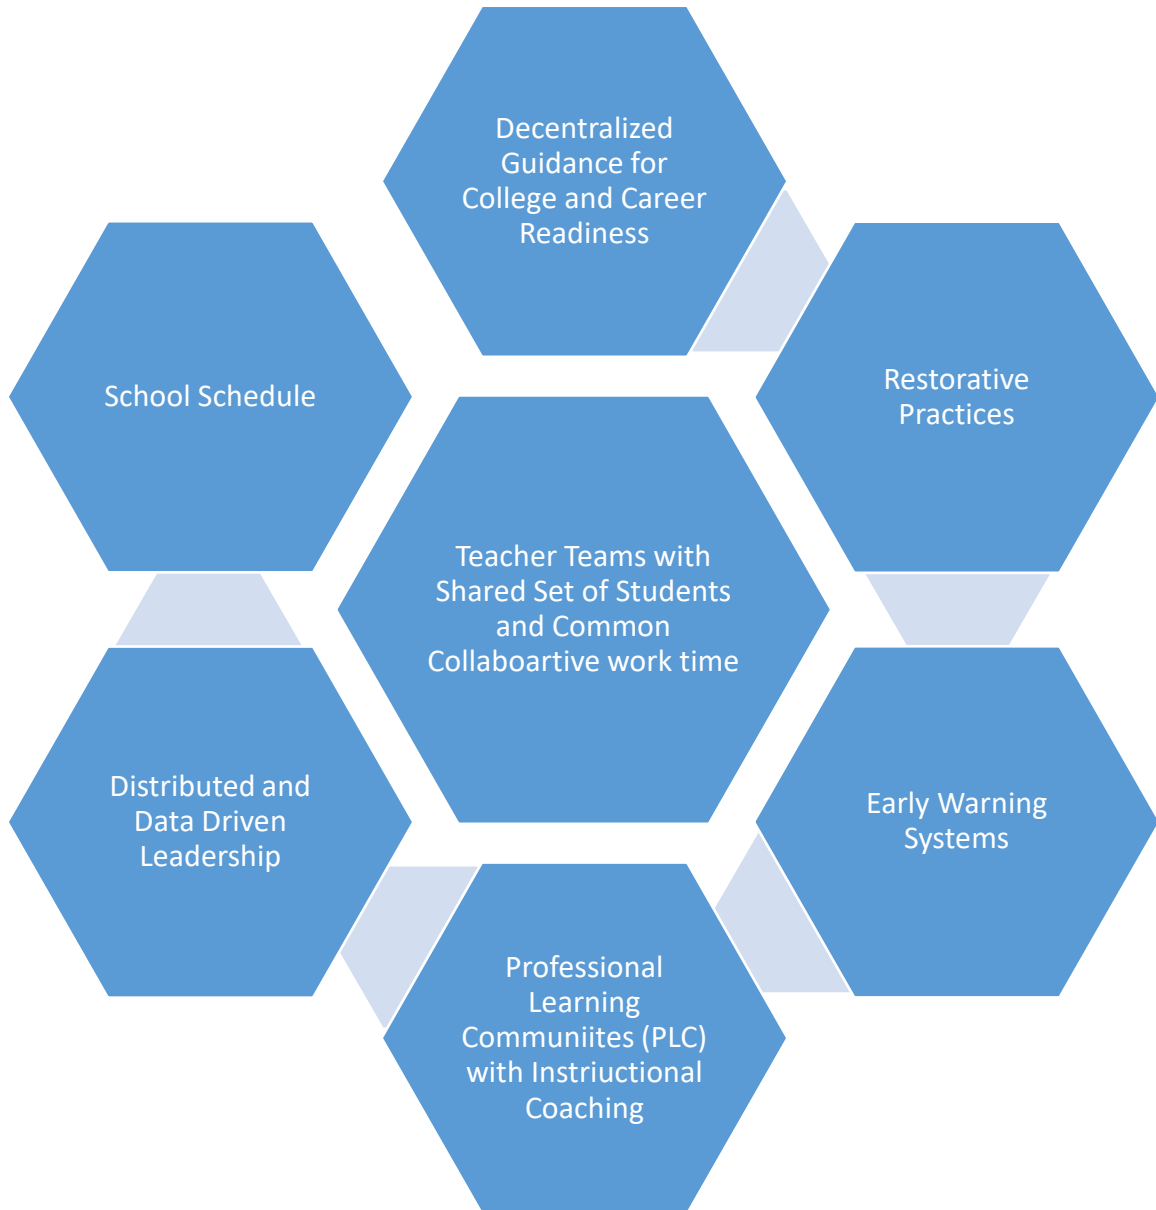 Decentralized
Guidance for
College and Career
Readiness
School Schedule
Restorative
Practices
Teacher Teams with
Shared Set of Students
and Common
Collaboartive work time
Distributed and
Data Driven
Leadership
Early Warning
Systems
Professional
Learning
Communiites (PLC)
with Instriuctional
Coaching